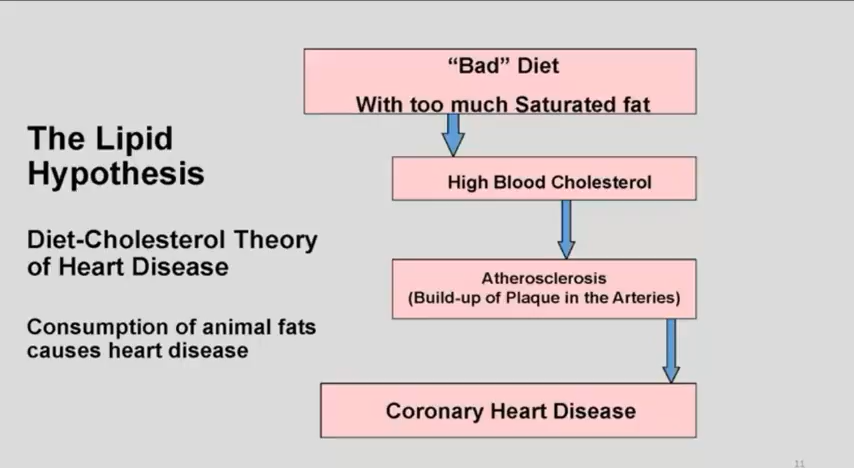 The Lipid
Hypothesis
Diet-Cholesterol Theory
of Heart Disease
Consumption of animal fats
causes heart disease
“Bad” Diet
With too much Saturated fat
High Blood Cholesterol
Atherosclerosis
(Build-up of Plaque in the Arteries)
Coronary Heart Disease
11